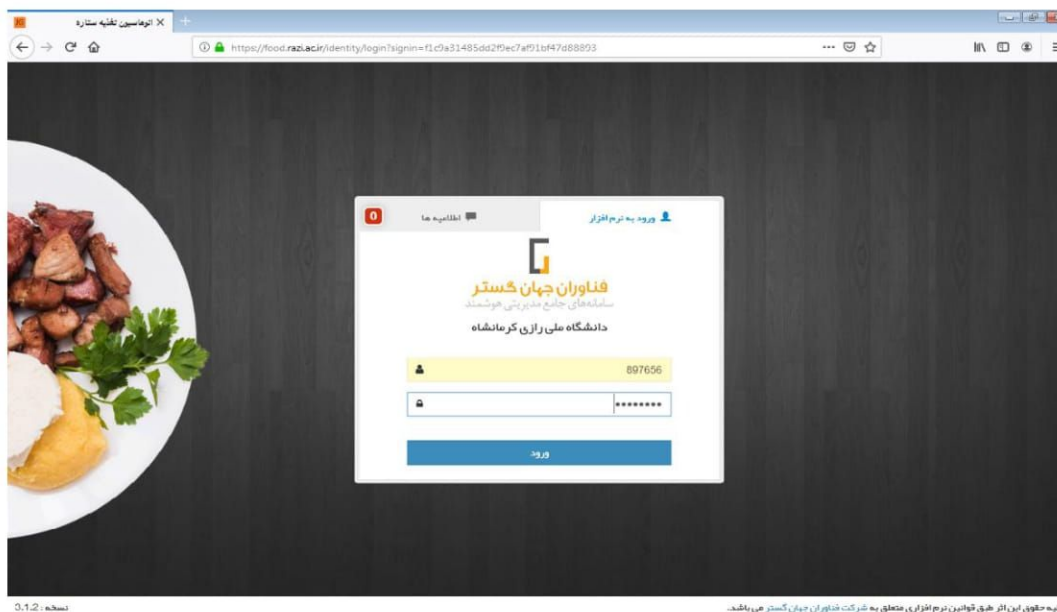 اتوماسیون تغذیه ستاره
https://food.razi.ac.ir/identity/login?signin=f1c9a31485dd2f9ec7af91bf47d88893
ورود به نرم افزار
اطلاعیه ها
0
فناوران جهان گستر
سامانه‌های جامع مدیریتی هوشمند
دانشگاه ملی رازی کرمانشاه
897656
••••••••
ورود
حقوق این اثر طبق قوانین نرم افزاری متعلق به شرکت فناوران جهان گستر می باشد.
نسخه : 3.1.2